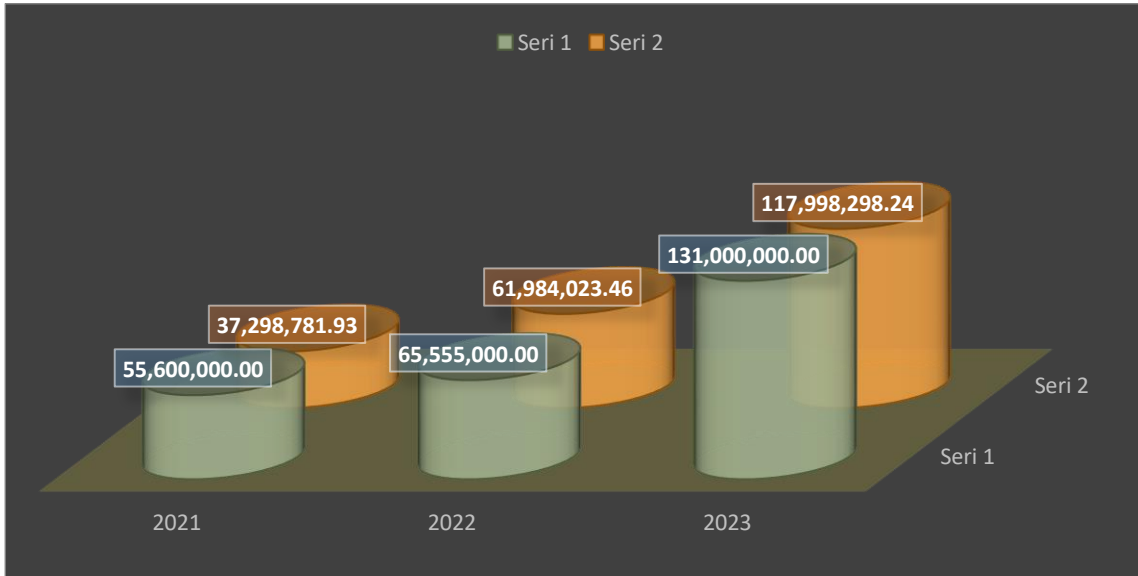 Seri 1 Seri 2
117,998,298.24
131,000,000.00
61,984,023.46
37,298,781.93
65,555,000.00
55,600,000.00
Seri 2
Seri 1
2021 2022 2023